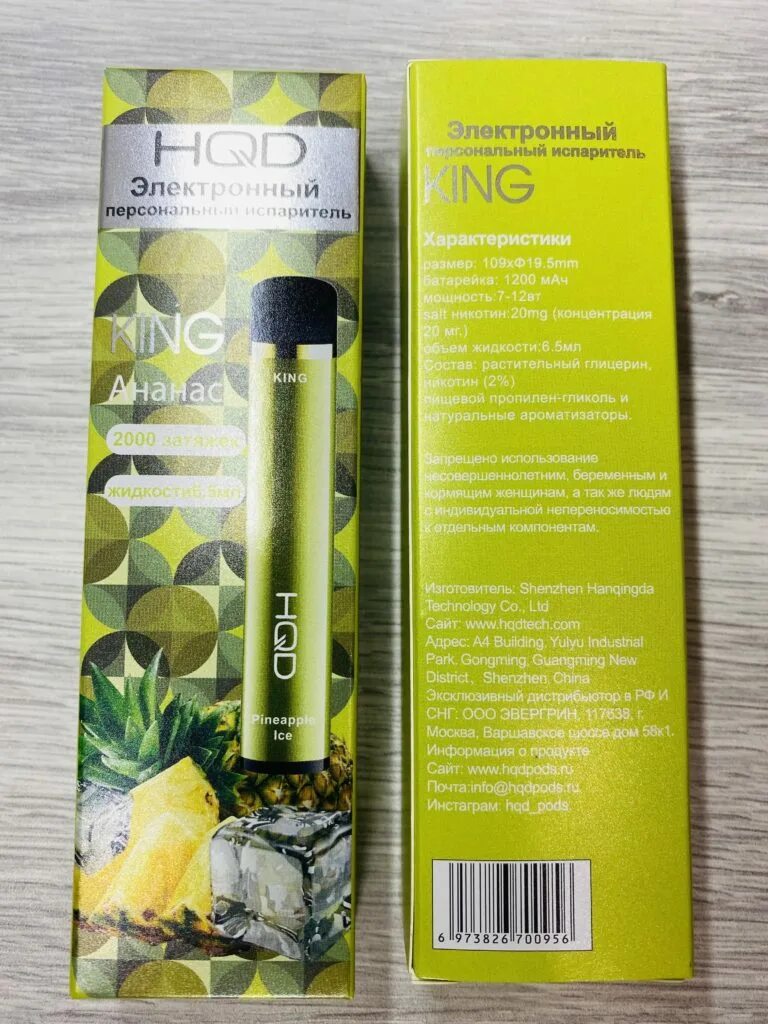 HQD
Электронный
персональный испаритель
KING
Ананас
2000 затяжек
жидкости6.5мл
KING
HQD
Pineapple
Ice
Электронный
персональный испаритель
KING
Характеристики
размер: 109хФ19.5mm
батарейка: 1200 мАч
мощность:7-12вт
salt никотин:20mg (концентрация
20 мг.)
объем жидкости:6.5мл
Состав: растительный глицерин,
никотин (2%)
пищевой пропилен-гликоль и
натуральные ароматизаторы.
Запрещено использование
несовершеннолетним, беременным и
кормящим женщинам, а так же людям
с индивидуальной непереносимостью
к отдельным компонентам.
Изготовитель: Shenzhen Hanqingda
Technology Co., Ltd
Сайт: www.hqdtech.com
Адрес: A4 Building, Yulyu Industrial
Park, Gongming, Guangming New
District, Shenzhen, China
Эксклюзивный дистрибьютор в РФ И
СНГ: ООО ЭВЕРГРИН, 117638, г.
Москва, Варшавское шоссе дом 58к1.
Информация о продукте
Сайт: www.hqdpods.ru
Почта:info@hqdpods.ru
Инстаграм: hqd_pods
6 973826 700956